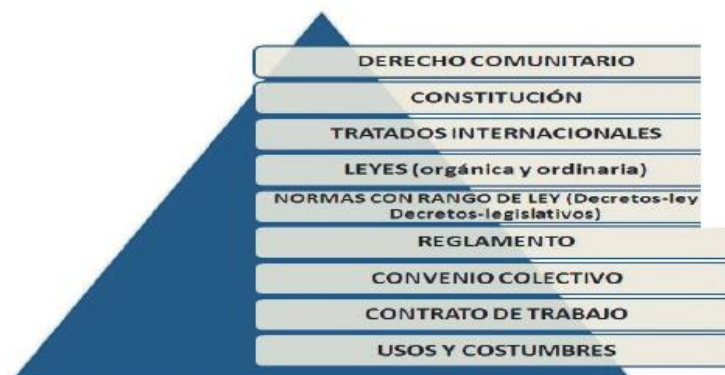 DERECHO COMUNITARIO
CONSTITUCIÓN
TRATADOS INTERNACIONALES
LEYES (orgánica y ordinaria)
NORMAS CON RANGO DE LEY (Decretos-ley
Decretos-legislativos)
REGLAMENTO
CONVENIO COLECTIVO
CONTRATO DE TRABAJO
USOS Y COSTUMBRES